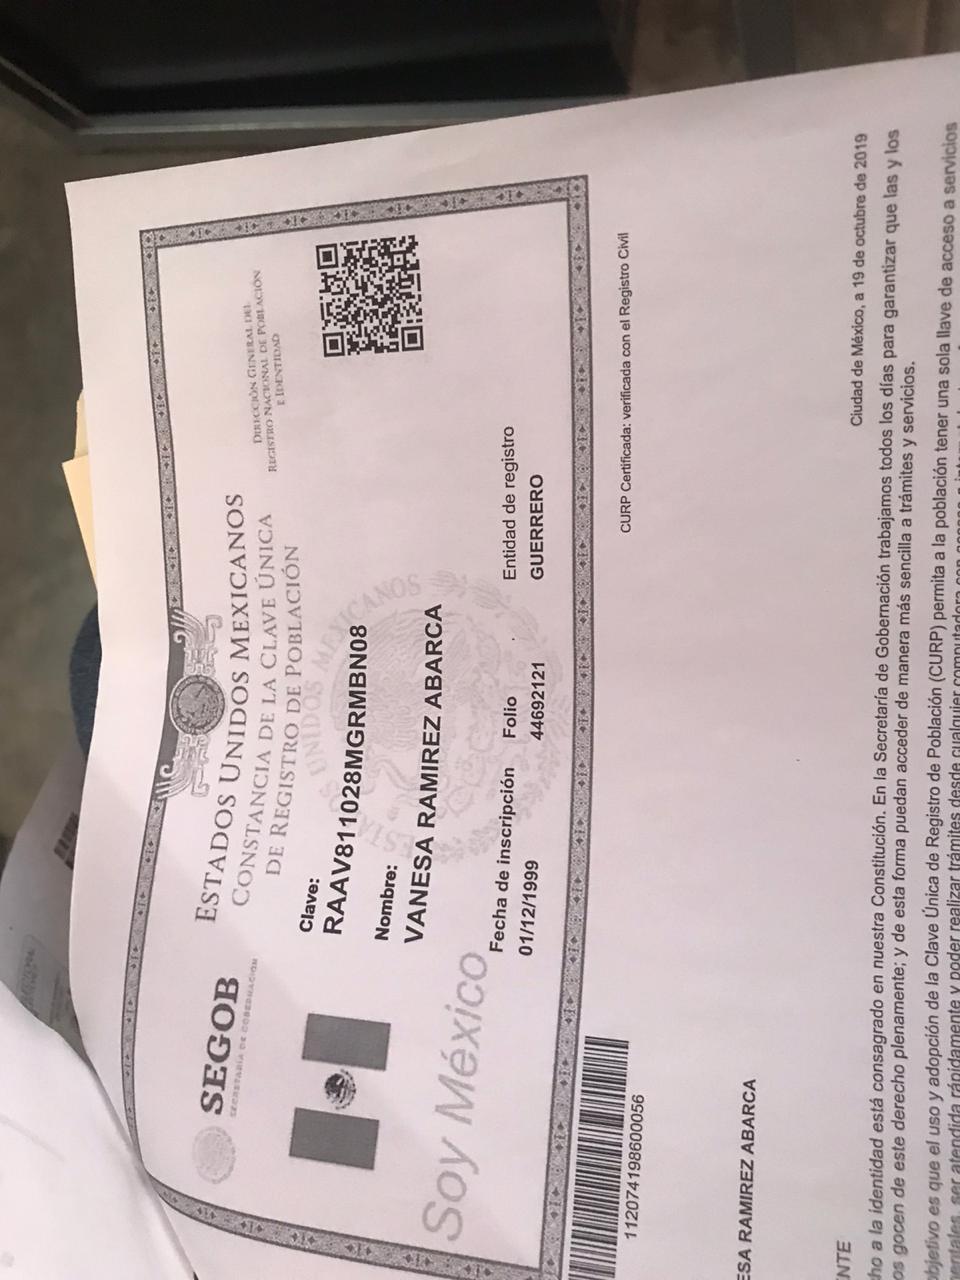 SEGOB
SECRETARÍA DE GOBERNACIÓN
ESTADOS UNIDOS MEXICANOS
CONSTANCIA DE LA CLAVE ÚNICA
DE REGISTRO DE POBLACIÓN
DIRECCIÓN GENERAL DEL
REGISTRO NACIONAL DE POBLACIÓN
E IDENTIDAD
Clave:
RAAV811028MGRMBN08
Nombre:
VANESA RAMIREZ ABARCA
Soy México
Fecha de inscripción Folio Entidad de registro
01/12/1999 44692121 GUERRERO
UNIDOS MEXICANOS
112074198600056
CURP Certificada: verificada con el Registro Civil
ESA RAMIREZ ABARCA
NTE
Ciudad de México, a 19 de octubre de 2019
ho a la identidad está consagrado en nuestra Constitución. En la Secretaría de Gobernación trabajamos todos los días para garantizar que las y los
os gocen de este derecho plenamente; y de esta forma puedan acceder de manera más sencilla a trámites y servicios.
bjetivo es que el uso y adopción de la Clave Única de Registro de Población (CURP) permita a la población tener una sola llave de acceso a servicios
ser atendida rápidamente y poder realizar trámites desde cualquier computadora con acceso a